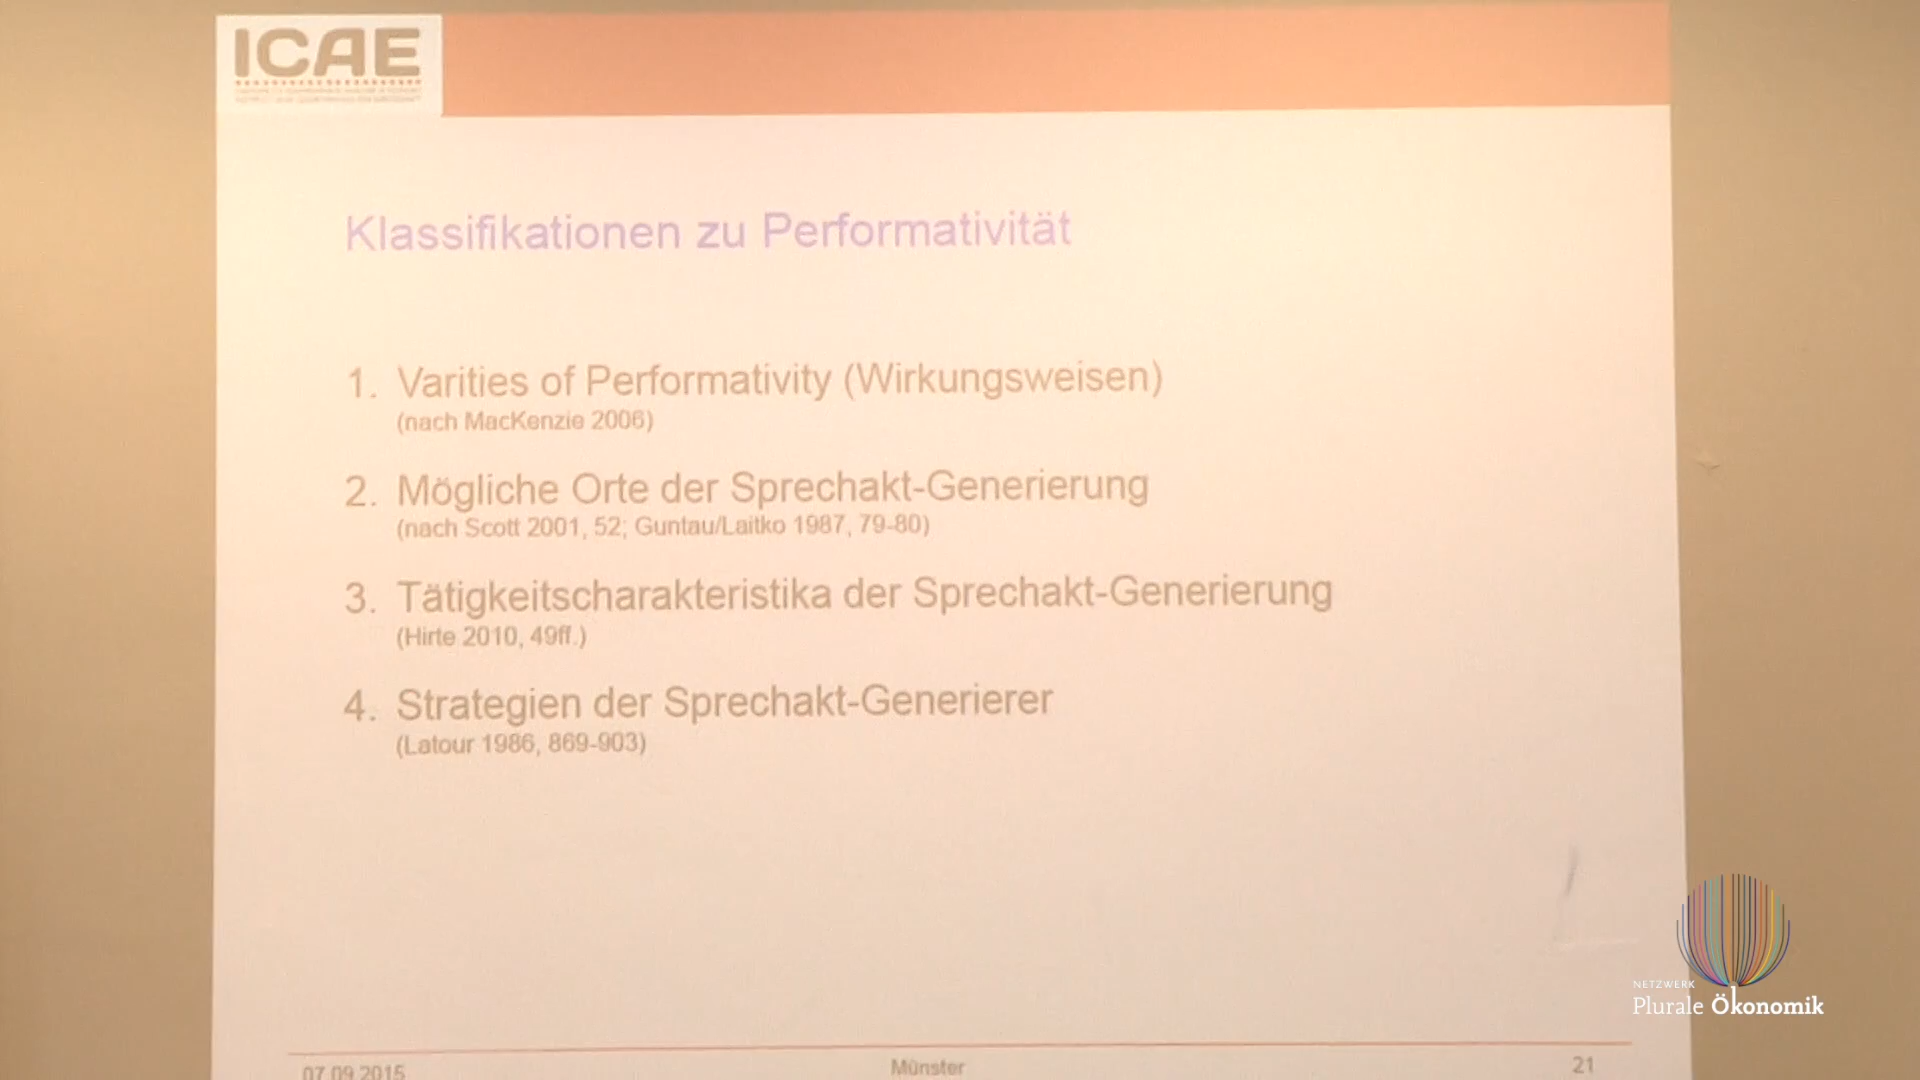 ICAE
Klassifikationen zu Performativität
1. Varities of Performativity (Wirkungsweisen)
(nach MacKenzie 2006)
2. Mögliche Orte der Sprechakt-Generierung
(nach Scott 2001, 52; Guntau/Laitko 1987, 79-80)
3. Tätigkeitscharakteristika der Sprechakt-Generierung
(Hirte 2010, 49ff.)
4. Strategien der Sprechakt-Generierer
(Latour 1986, 869-903)
NETZWERK
Plurale Ökonomik
07.09.2015 Münster 21